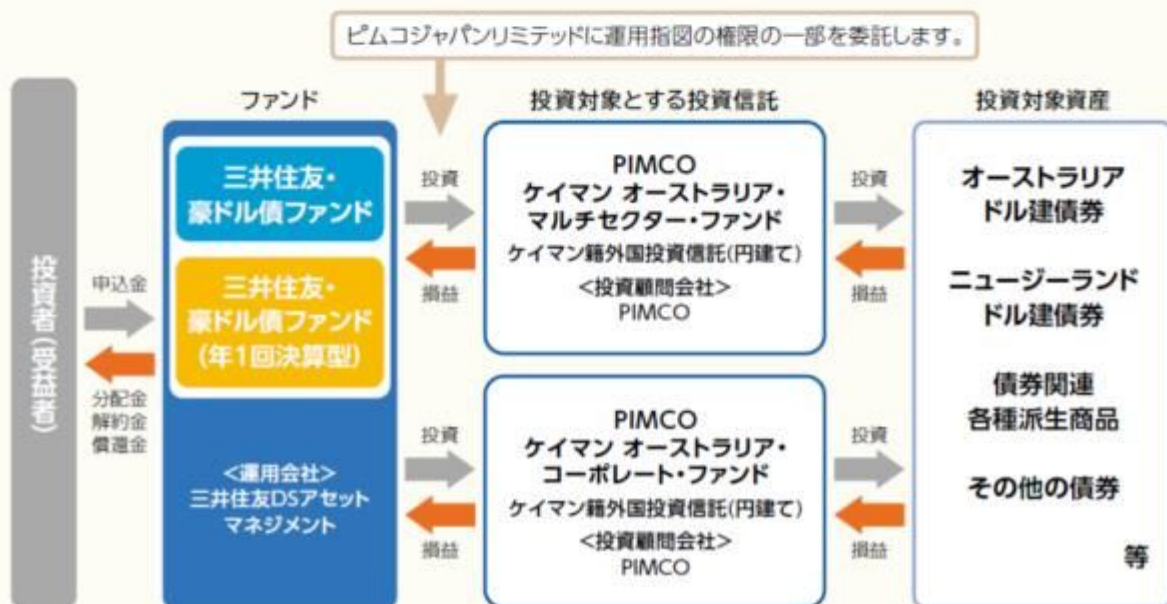 ピムコジャパンリミテッドに運用指図の権限の一部を委託します。
ファンド
投資対象とする投資信託
投資対象資産
投資者(受益者)
申込金
分配金
解約金
償還金
三井住友・
豪ドル債ファンド
三井住友・
豪ドル債ファンド
(年1回決算型)
<運用会社>
三井住友DSアセット
マネジメント
投資
損益
投資
損益
PIMCO
ケイマン オーストラリア・
マルチセクター・ファンド
ケイマン籍外国投資信託(円建て)
<投資顧問会社>
PIMCO
PIMCO
ケイマン オーストラリア・
コーポレート・ファンド
ケイマン籍外国投資信託(円建て)
<投資顧問会社>
PIMCO
投資
損益
投資
損益
オーストラリア
ドル建債券
ニュージーランド
ドル建債券
債券関連
各種派生商品
その他の債券
等